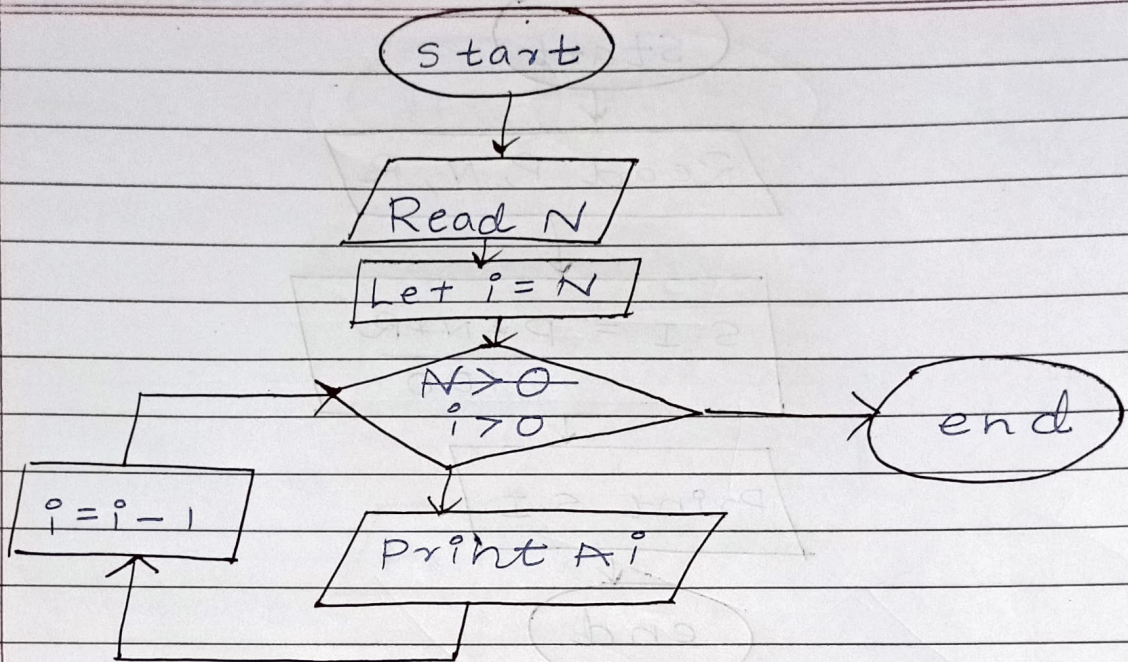 Start
Read N
Let i = N
N > 0
i > 0
end
i = i - 1
Print Ai